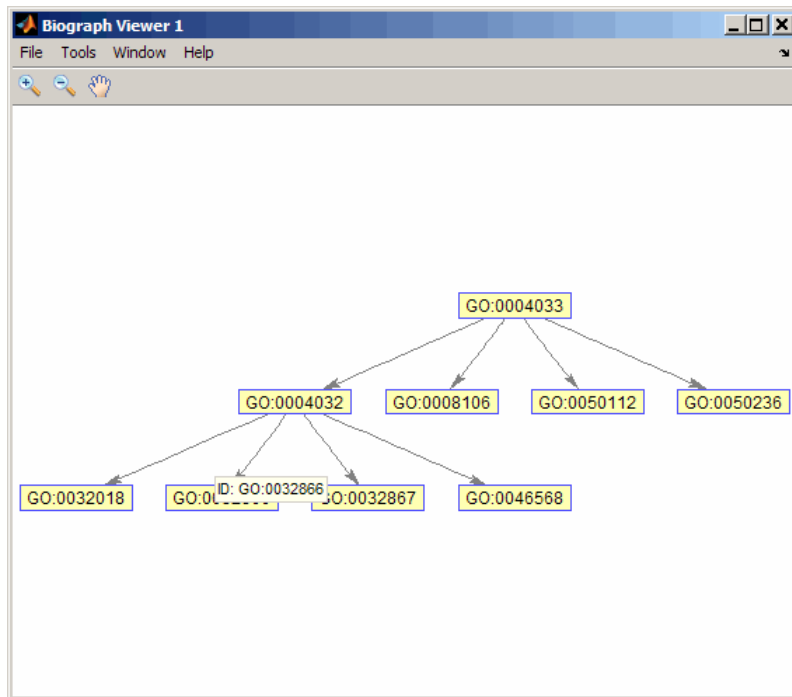 Biograph Viewer 1
File Tools Window Help
GO:0004033
GO:0004032 GO:0008106 GO:0050112 GO:0050236
ID: GO:0032866
GO:0032018 GO:0032867 GO:0046568